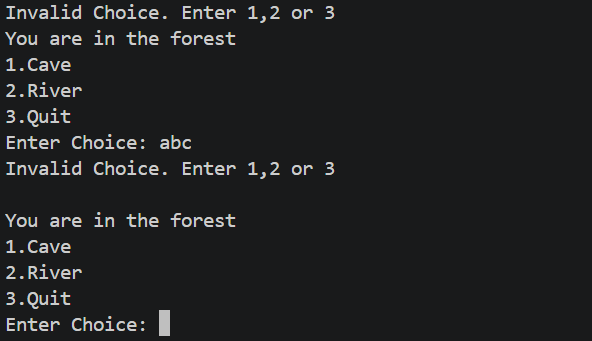 Invalid Choice. Enter 1,2 or 3
You are in the forest
1.Cave
2.River
3.Quit
Enter Choice: abc
Invalid Choice. Enter 1,2 or 3

You are in the forest
1.Cave
2.River
3.Quit
Enter Choice: